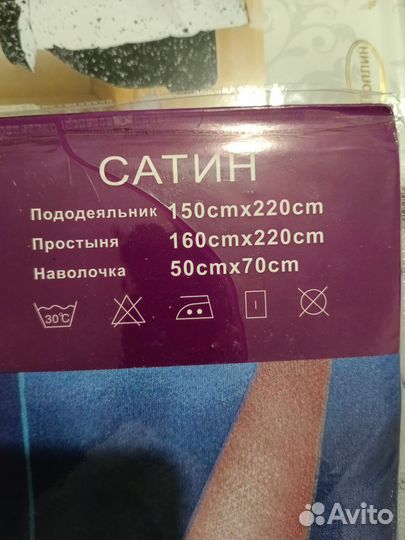 САТИН
Пододеяльник 150cmx220cm
Простыня 160cmx220cm
Наволочка 50cmx70cm
30°C
Avito